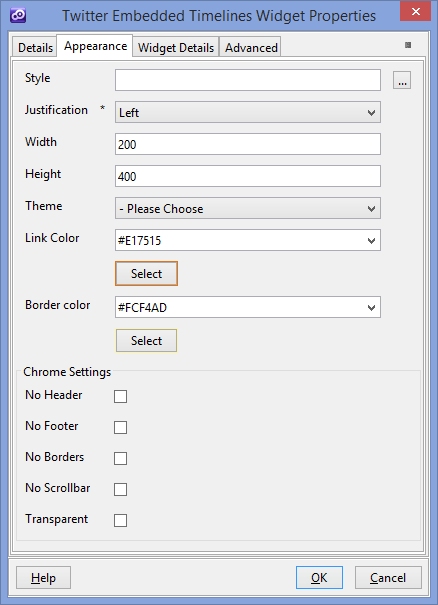 Twitter Embedded Timelines Widget Properties
Details Appearance Widget Details Advanced
Style ...
Justification * Left
Width 200
Height 400
Theme - Please Choose
Link Color #E17515
Select
Border color #FCF4AD
Select
Chrome Settings
No Header
No Footer
No Borders
No Scrollbar
Transparent
Help OK Cancel